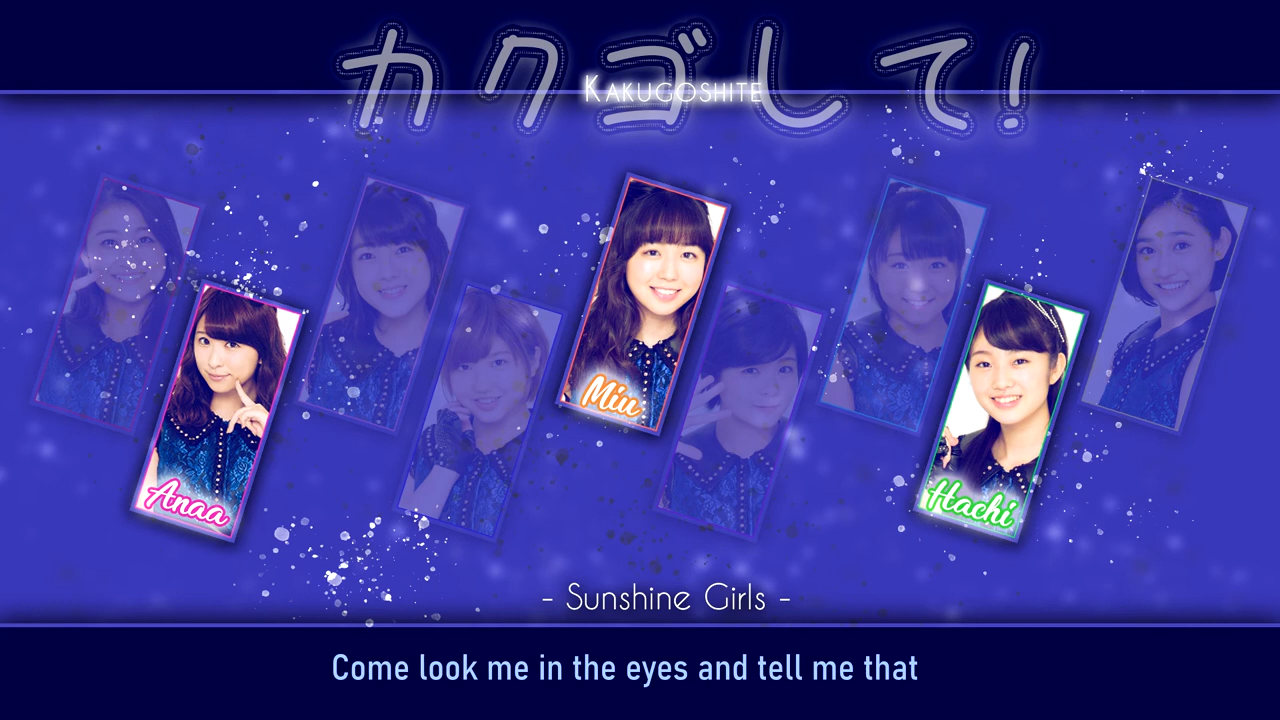 カクゴして!
KAKUGOSHITE
Miu
Anaa
Hachi
- Sunshine Girls -
Come look me in the eyes and tell me that